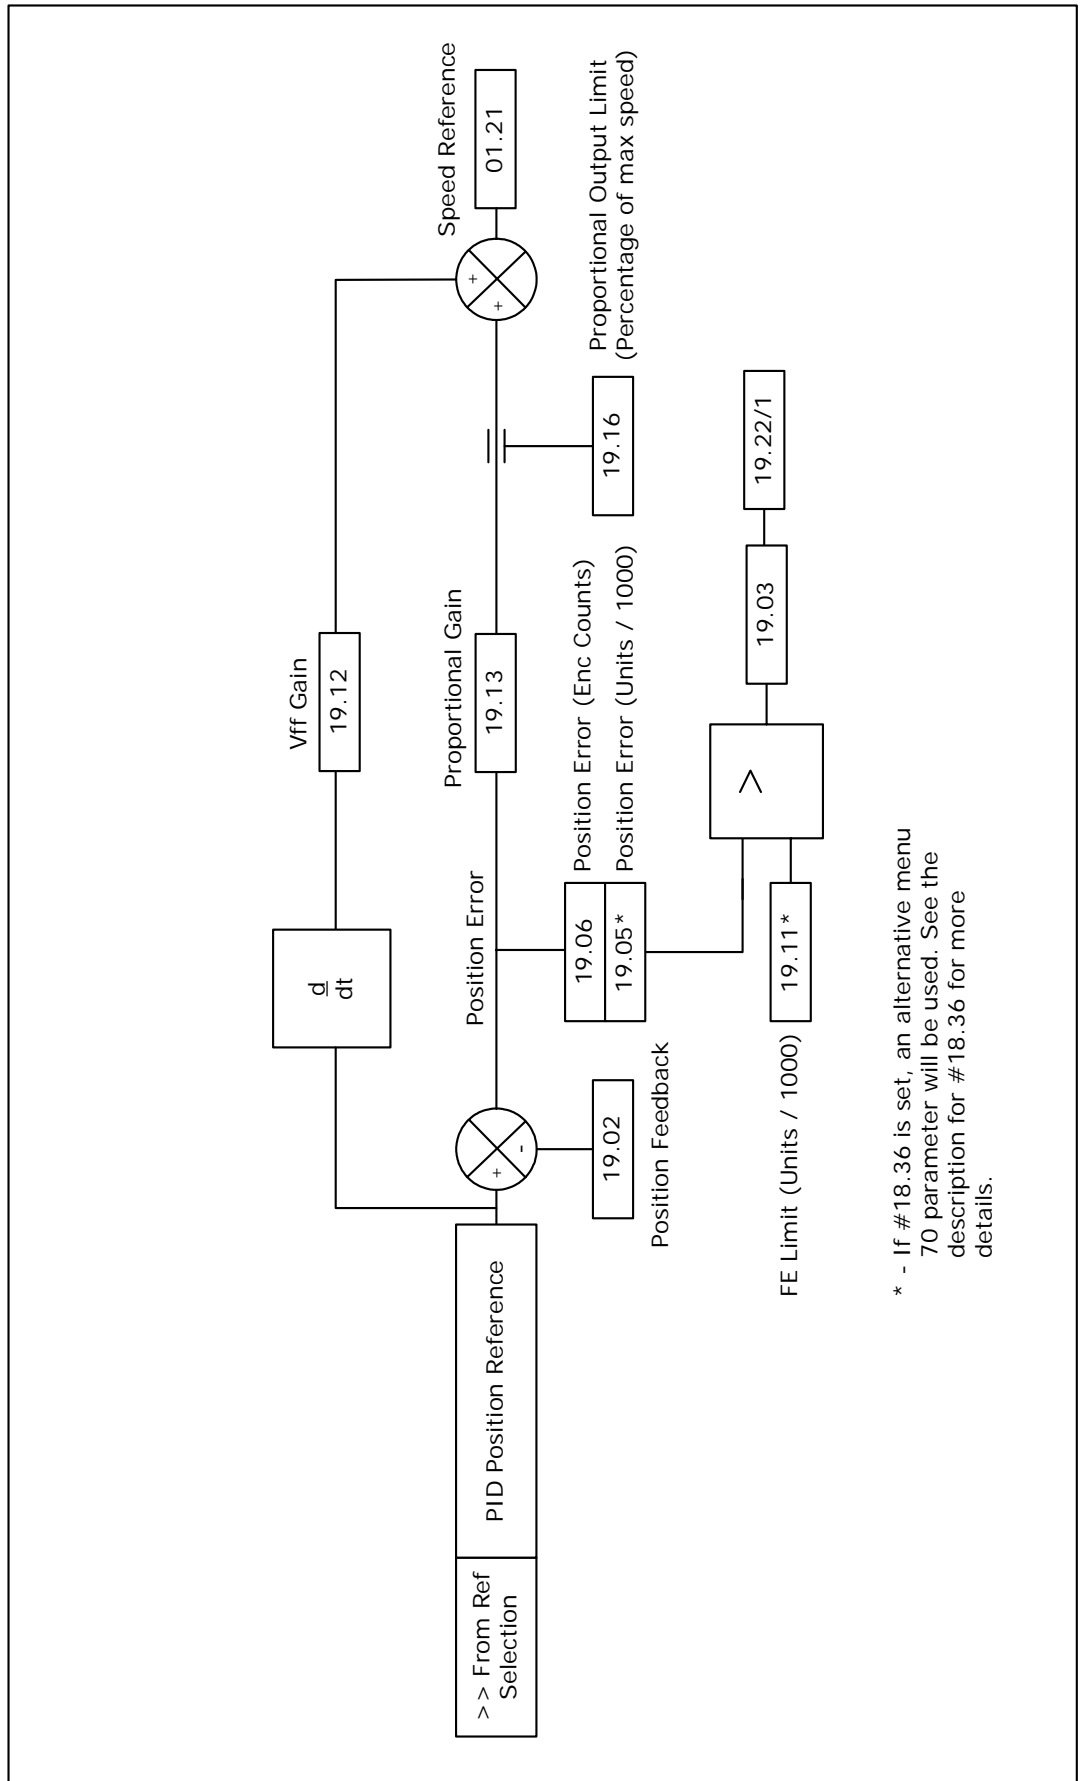 >> From Ref
Selection
PID Position Reference
+
-
19.02
Position Feedback
d
dt
Vff Gain
19.12
Position Error
Proportional Gain
19.13
19.06
19.05*
Position Error (Enc Counts)
Position Error (Units / 1000)
FE Limit (Units / 1000)
19.11*
>
19.03
19.22/1
19.16
Proportional Output Limit
(Percentage of max speed)
+
+
Speed Reference
01.21
* - If #18.36 is set, an alternative menu
70 parameter will be used. See the
description for #18.36 for more
details.